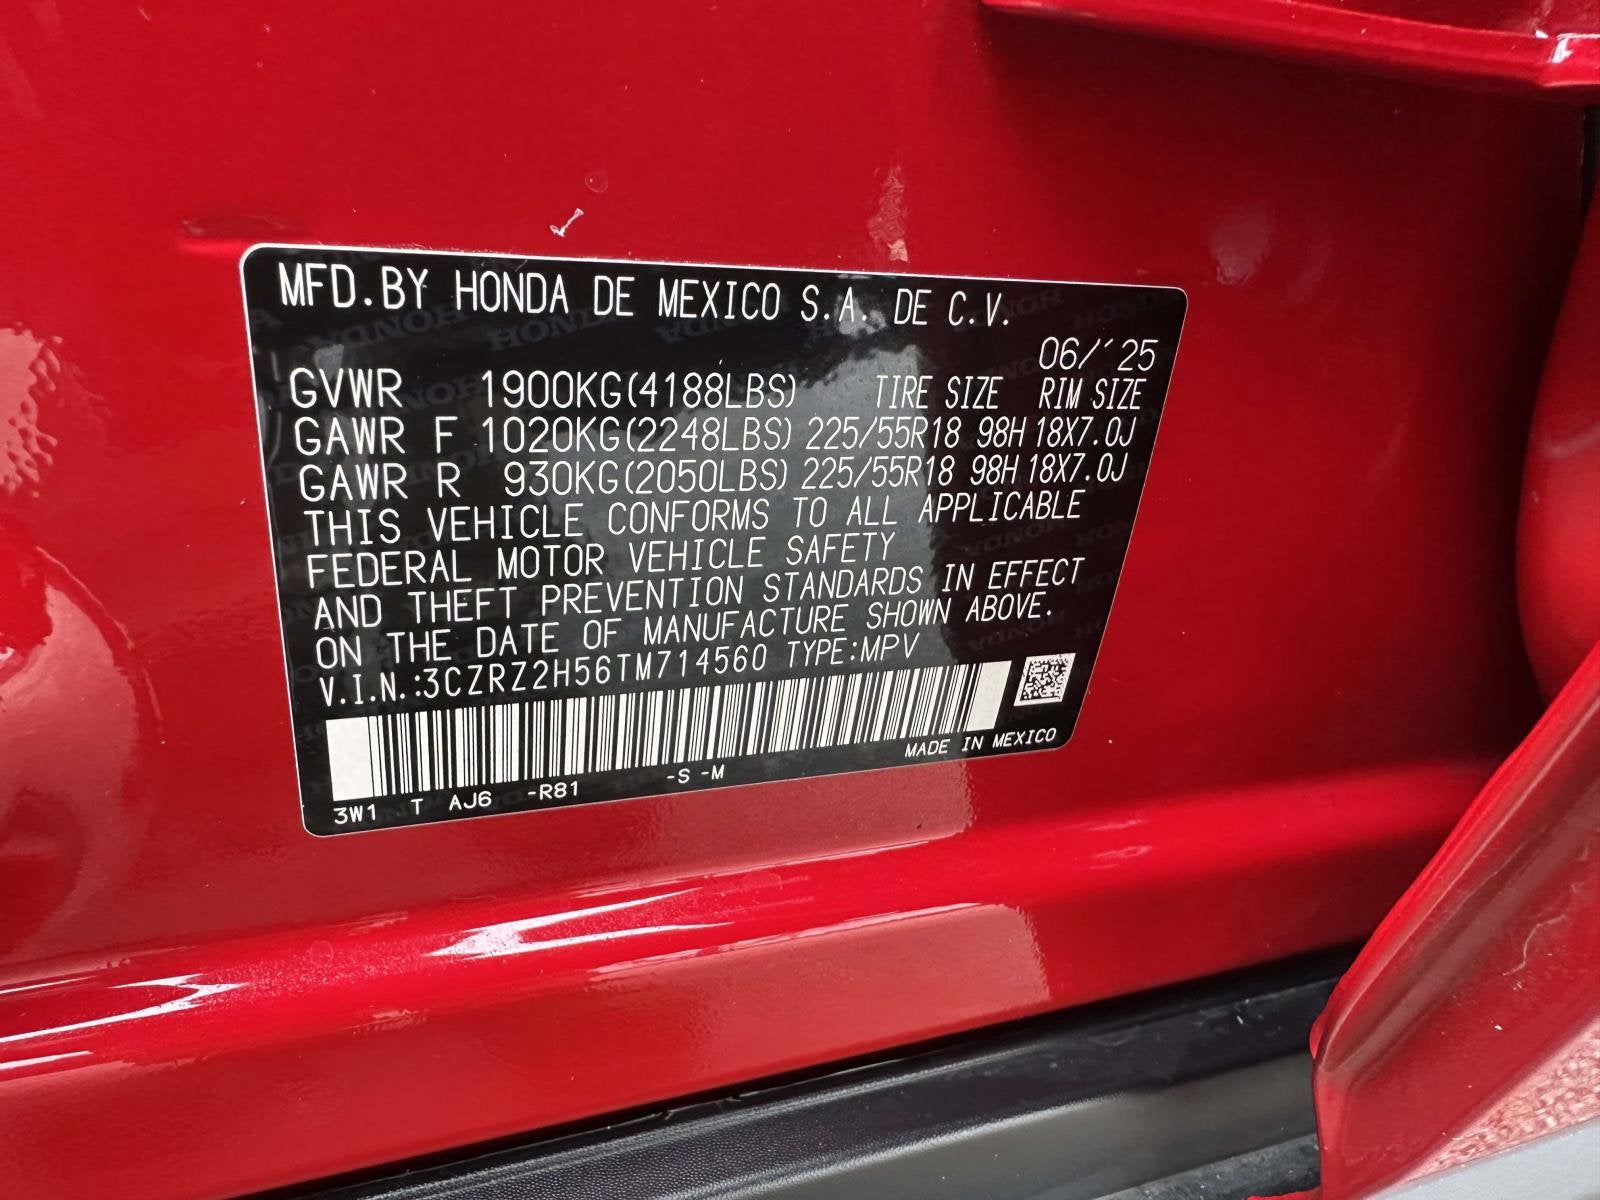 MFD.BY HONDA DE MEXICO S.A. DE C.V.
06/´25
GVWR 1900KG(4188LBS) TIRE SIZE RIM SIZE
GAWR F 1020KG(2248LBS) 225/55R18 98H 18X7.0J
GAWR R 930KG(2050LBS) 225/55R18 98H 18X7.0J
THIS VEHICLE CONFORMS TO ALL APPLICABLE
FEDERAL MOTOR VEHICLE SAFETY
AND THEFT PREVENTION STANDARDS IN EFFECT
ON THE DATE OF MANUFACTURE SHOWN ABOVE.
V.I.N.:3CZRZ2H56TM714560 TYPE:MPV
MADE IN MEXICO
3W1 T AJ6 -R81 -S -M